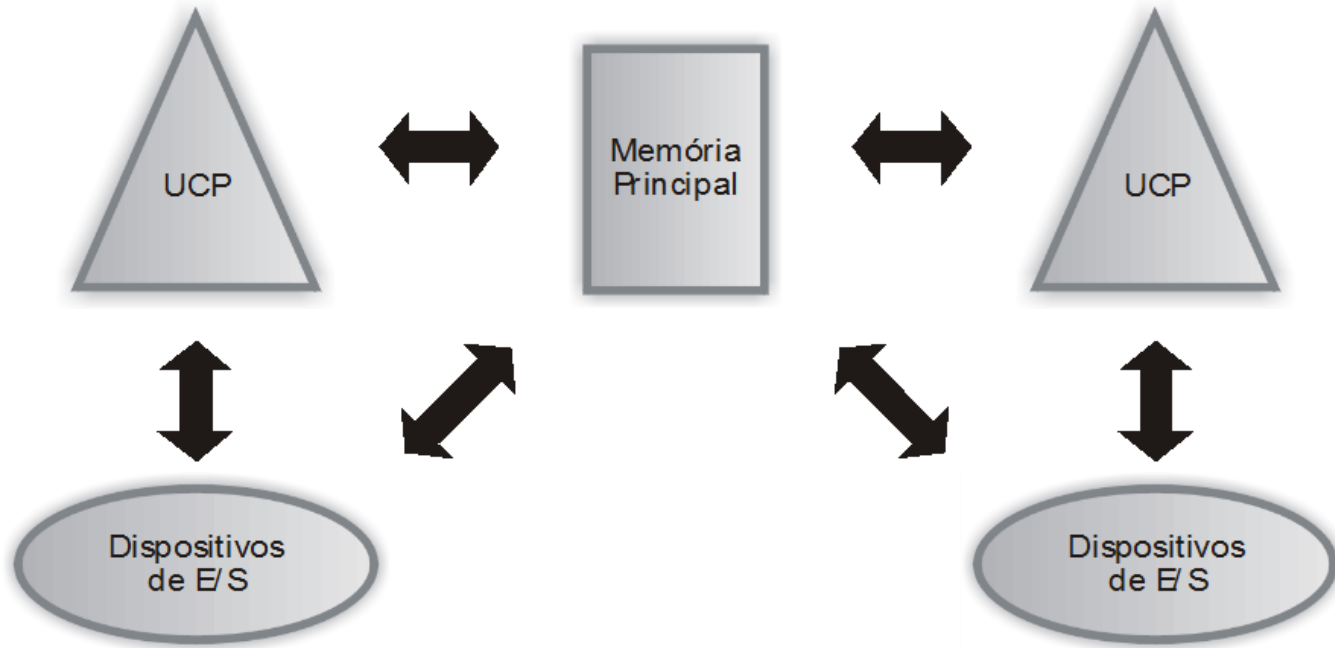 UCP
Memória
Principal
UCP
Dispositivos
de E/S
Dispositivos
de E/S